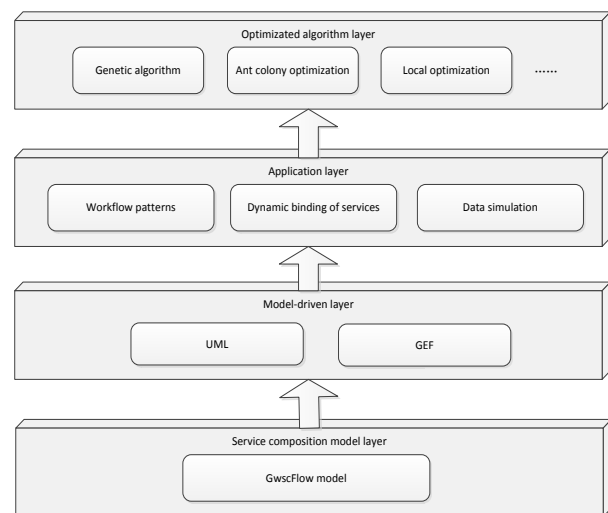 Optimizated algorithm layer
Genetic algorithm
Ant colony optimization
Local optimization
......
Application layer
Workflow patterns
Dynamic binding of services
Data simulation
Model-driven layer
UML
GEF
Service composition model layer
GwscFlow model